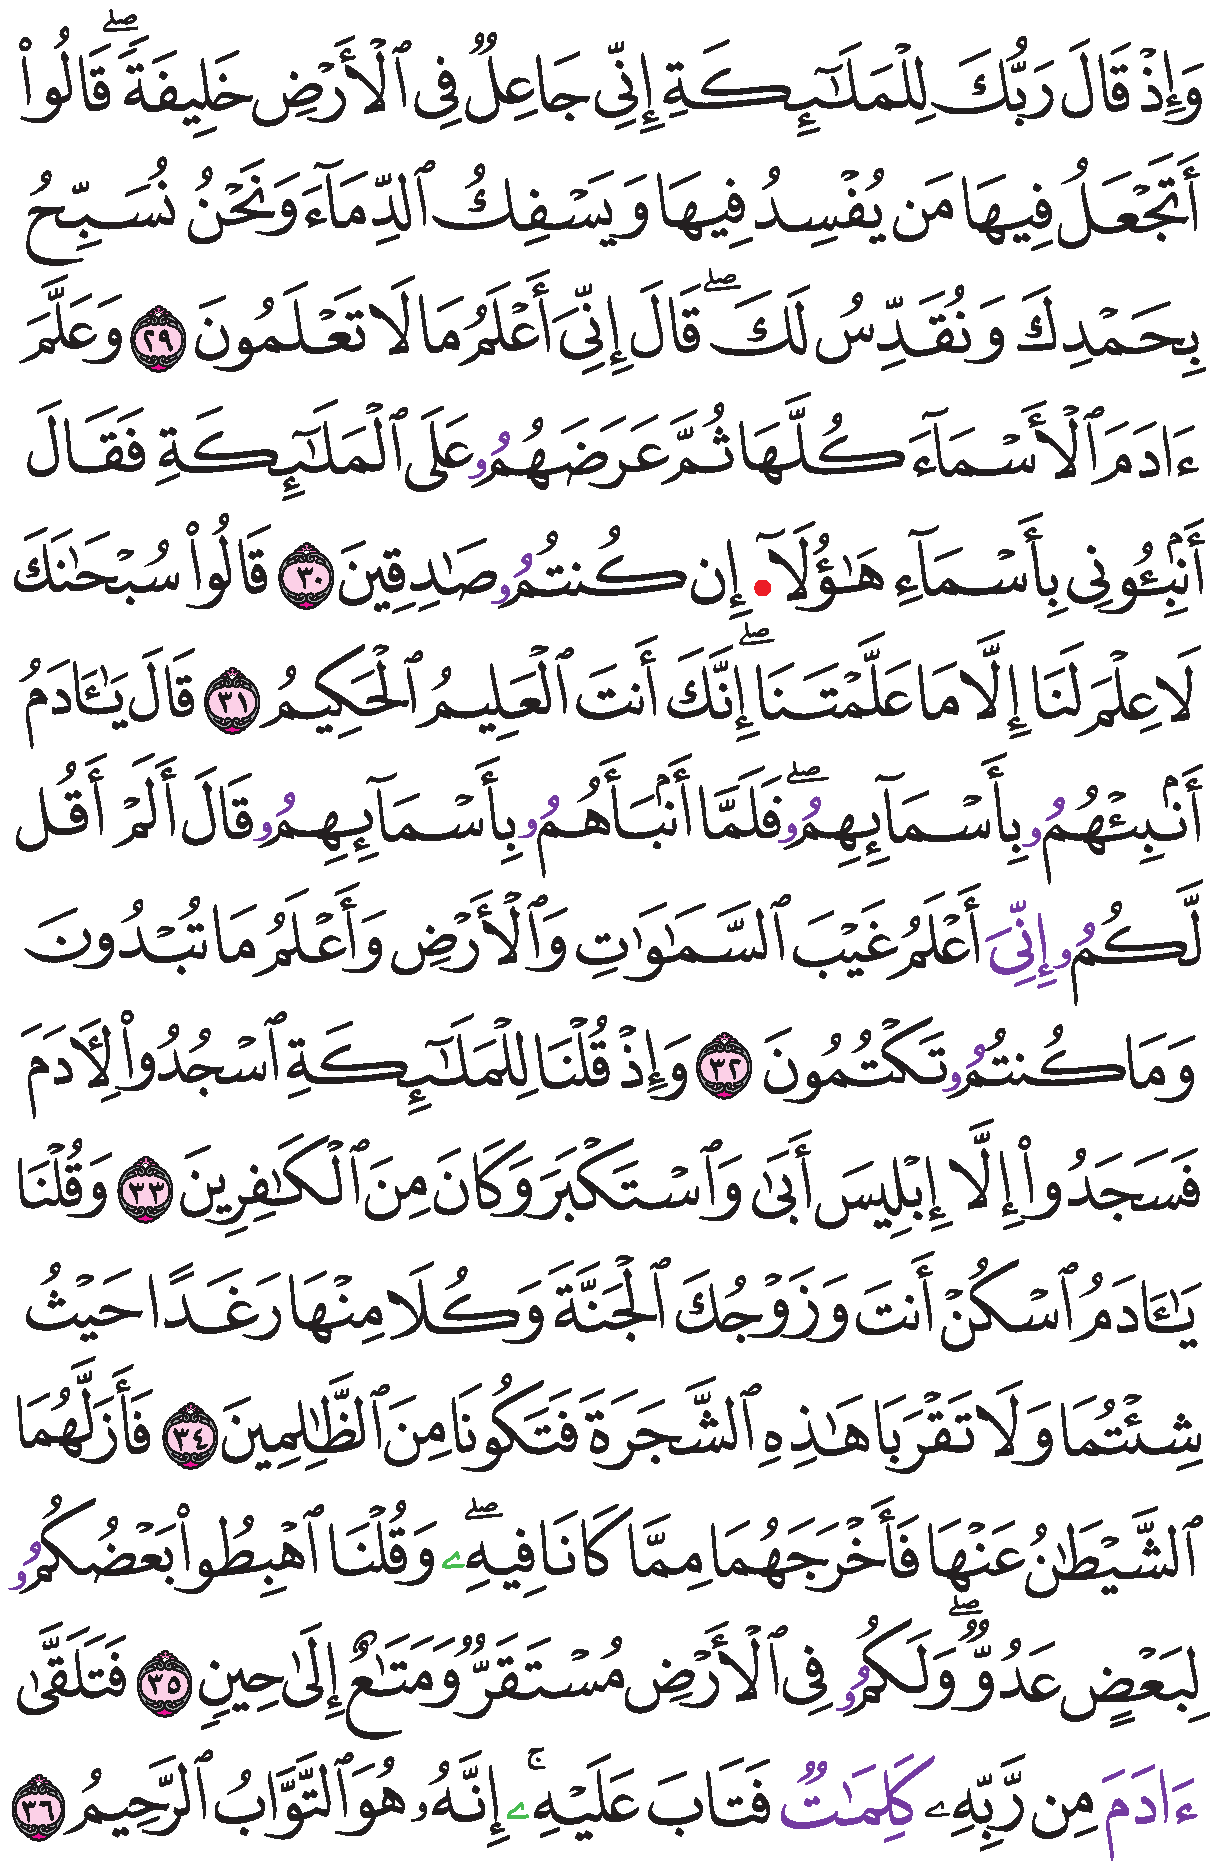 وَإِذْ قَالَ رَبُّكَ لِلْمَلَٰٓئِكَةِ إِنِّي جَاعِلٌ فِي ٱلْأَرْضِ خَلِيفَةًۖ قَالُوا۟
أَتَجْعَلُ فِيهَا مَن يُفْسِدُ فِيهَا وَيَسْفِكُ ٱلدِّمَآءَ وَنَحْنُ نُسَبِّحُ
بِحَمْدِكَ وَنُقَدِّسُ لَكَۖ قَالَ إِنِّيَ أَعْلَمُ مَا لَا تَعْلَمُونَ ٢٩ وَعَلَّمَ
ءَادَمَ ٱلْأَسْمَآءَ كُلَّهَا ثُمَّ عَرَضَهُمُۥ عَلَى ٱلْمَلَٰٓئِكَةِ فَقَالَ
أَنۢبِـُٔونِي بِأَسْمَآءِ هَٰٓؤُلَآ إِن كُنتُمُۥ صَٰدِقِينَ ٣٠ قَالُوا۟ سُبْحَٰنَكَ
لَا عِلْمَ لَنَا إِلَّا مَا عَلَّمْتَنَاۖ إِنَّكَ أَنتَ ٱلْعَلِيمُ ٱلْحَكِيمُ ٣١ قَالَ يَٰـَٔادَمُ
أَنۢبِئْهُمُۥ بِأَسْمَآئِهِمُۥۖ فَلَمَّا أَنۢبَأَهُمُۥ بِأَسْمَآئِهِمُۥ قَالَ أَلَمْ أَقُل
لَّكُمُۥ إِنِّيَ أَعْلَمُ غَيْبَ ٱلسَّمَٰوَٰتِ وَٱلْأَرْضِ وَأَعْلَمُ مَا تُبْدُونَ
وَمَا كُنتُمُۥ تَكْتُمُونَ ٣٢ وَإِذْ قُلْنَا لِلْمَلَٰٓئِكَةِ ٱسْجُدُوا۟ لِأٓدَمَ
فَسَجَدُوا۟ إِلَّا إِبْلِيسَ أَبَىٰ وَٱسْتَكْبَرَ وَكَانَ مِنَ ٱلْكَٰفِرِينَ ٣٣ وَقُلْنَا
يَٰـَٔادَمُ ٱسْكُنْ أَنتَ وَزَوْجُكَ ٱلْجَنَّةَ وَكُلَا مِنْهَا رَغَدًا حَيْثُ
شِئْتُمَا وَلَا تَقْرَبَا هَٰذِهِ ٱلشَّجَرَةَ فَتَكُونَا مِنَ ٱلظَّٰلِمِينَ ٣٤ فَأَزَلَّهُمَا
ٱلشَّيْطَٰنُ عَنْهَا فَأَخْرَجَهُمَا مِمَّا كَانَا فِيهِۦۖ وَقُلْنَا ٱهْبِطُوا۟ بَعْضُكُمُۥ
لِبَعْضٍ عَدُوٌّۖ وَلَكُمُۥ فِي ٱلْأَرْضِ مُسْتَقَرٌّ وَمَتَٰعٌ إِلَىٰ حِينٍ ٣٥ فَتَلَقَّىٰ
ءَادَمَ مِن رَّبِّهِۦ كَلِمَٰتٌ فَتَابَ عَلَيْهِۦۚ إِنَّهُۥ هُوَ ٱلتَّوَّابُ ٱلرَّحِيمُ ٣٦